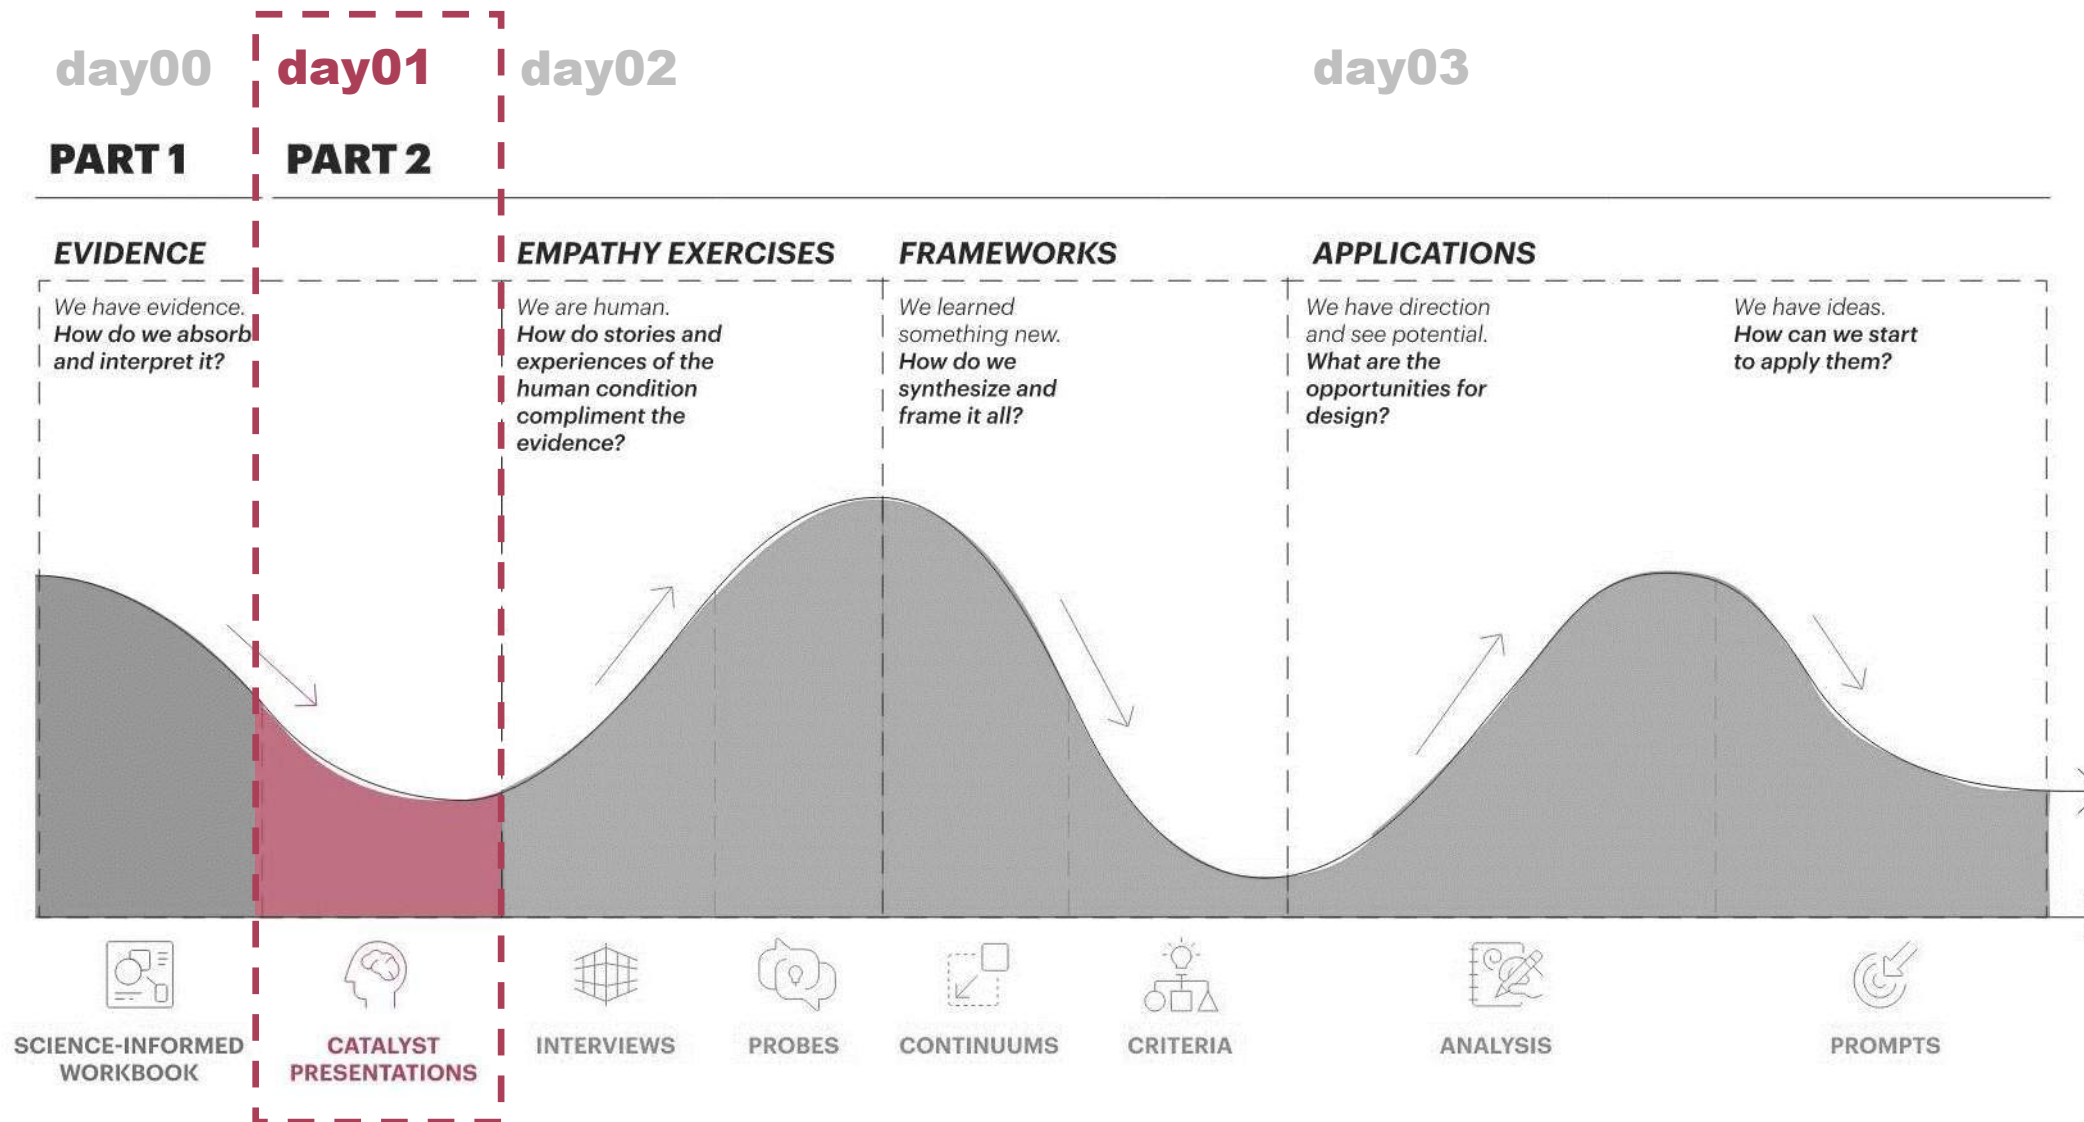 day00
day01
day02
day03
PART 1
PART 2
EVIDENCE
EMPATHY EXERCISES
FRAMEWORKS
APPLICATIONS
We have evidence.
How do we absorb
and interpret it?
We are human.
How do stories and
experiences of the
human condition
compliment the
evidence?
We learned
something new.
How do we
synthesize and
frame it all?
We have direction
and see potential.
What are the
opportunities for
design?
We have ideas.
How can we start
to apply them?
SCIENCE-INFORMED
WORKBOOK
CATALYST
PRESENTATIONS
INTERVIEWS
PROBES
CONTINUUMS
CRITERIA
ANALYSIS
PROMPTS